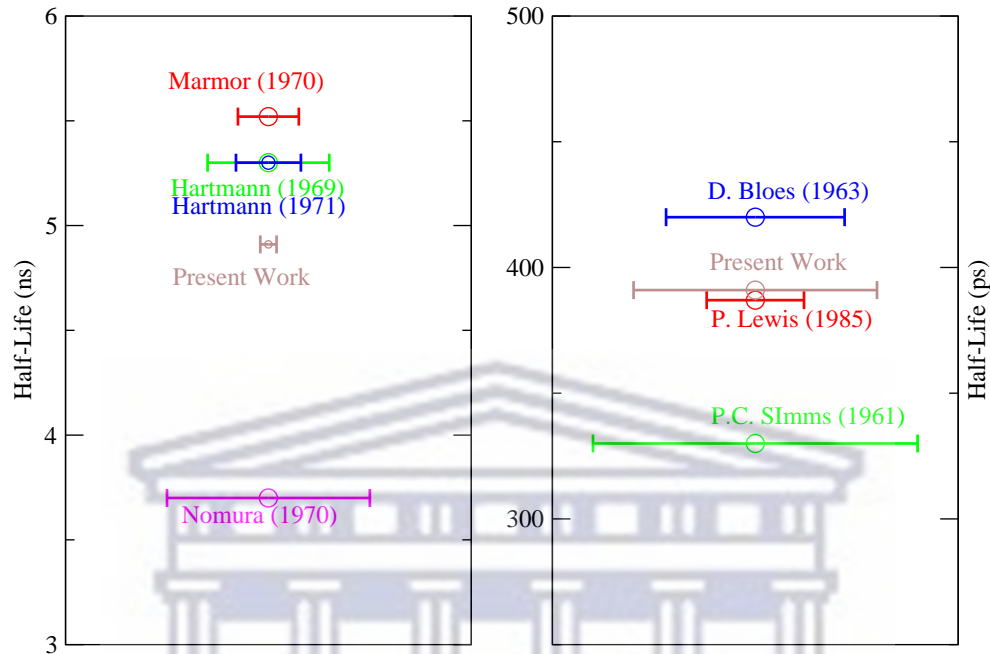 6
5
4
3
Half-Life (ns)
Marmor (1970)
Hartmann (1969)
Hartmann (1971)
Present Work
Nomura (1970)
500
400
300
D. Bloes (1963)
Present Work
P. Lewis (1985)
P.C. SImms (1961)
Half-Life (ps)